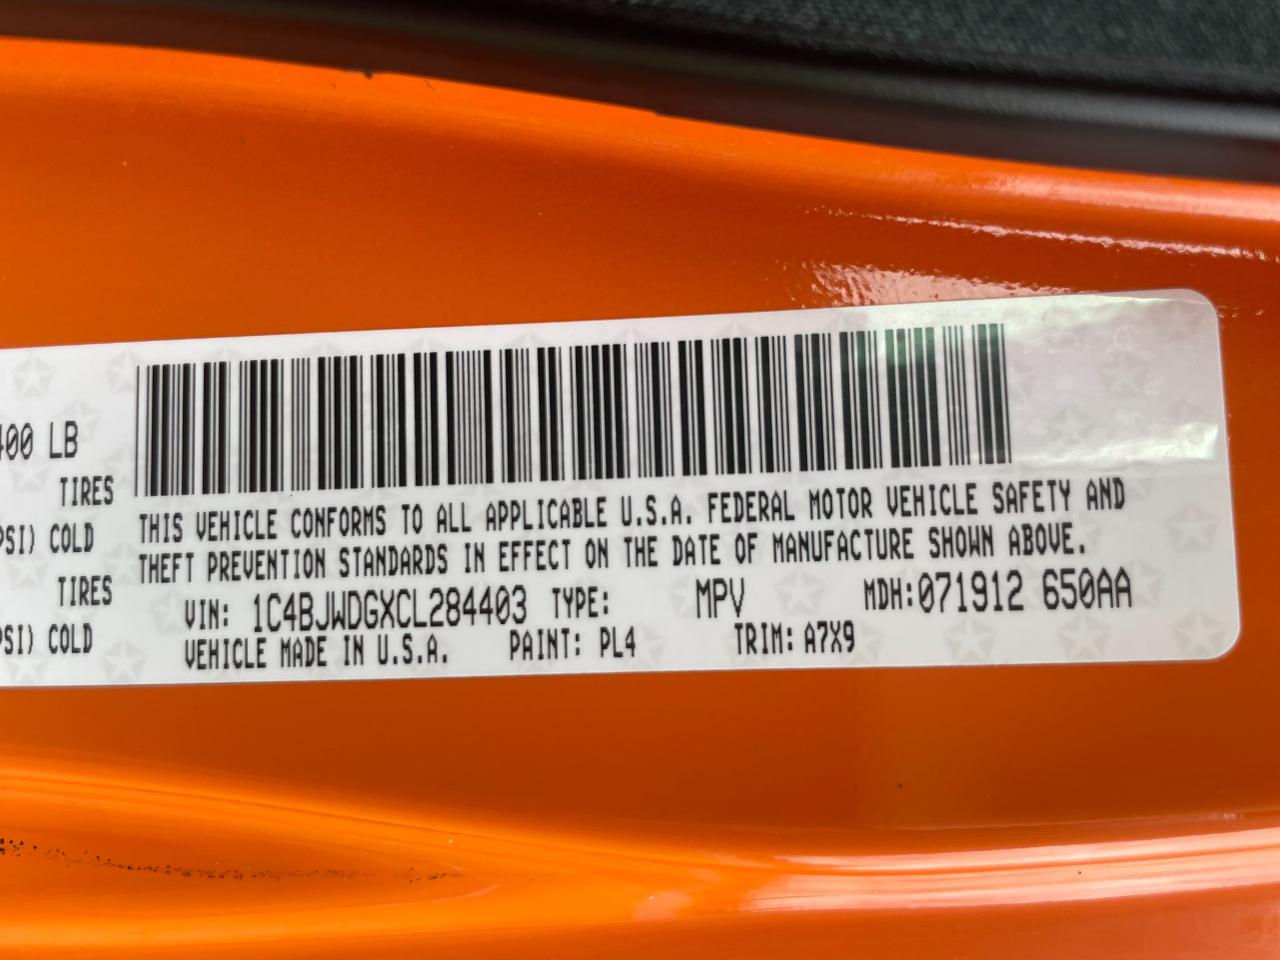 400 LB
TIRES
PSI) COLD
TIRES
PSI) COLD
THIS VEHICLE CONFORMS TO ALL APPLICABLE U.S.A. FEDERAL MOTOR VEHICLE SAFETY AND
THEFT PREVENTION STANDARDS IN EFFECT ON THE DATE OF MANUFACTURE SHOWN ABOVE.
VIN: 1C4BJWDGXCL284403 TYPE: MPV MDH:071912 650AA
VEHICLE MADE IN U.S.A. PAINT: PL4 TRIM: A7X9